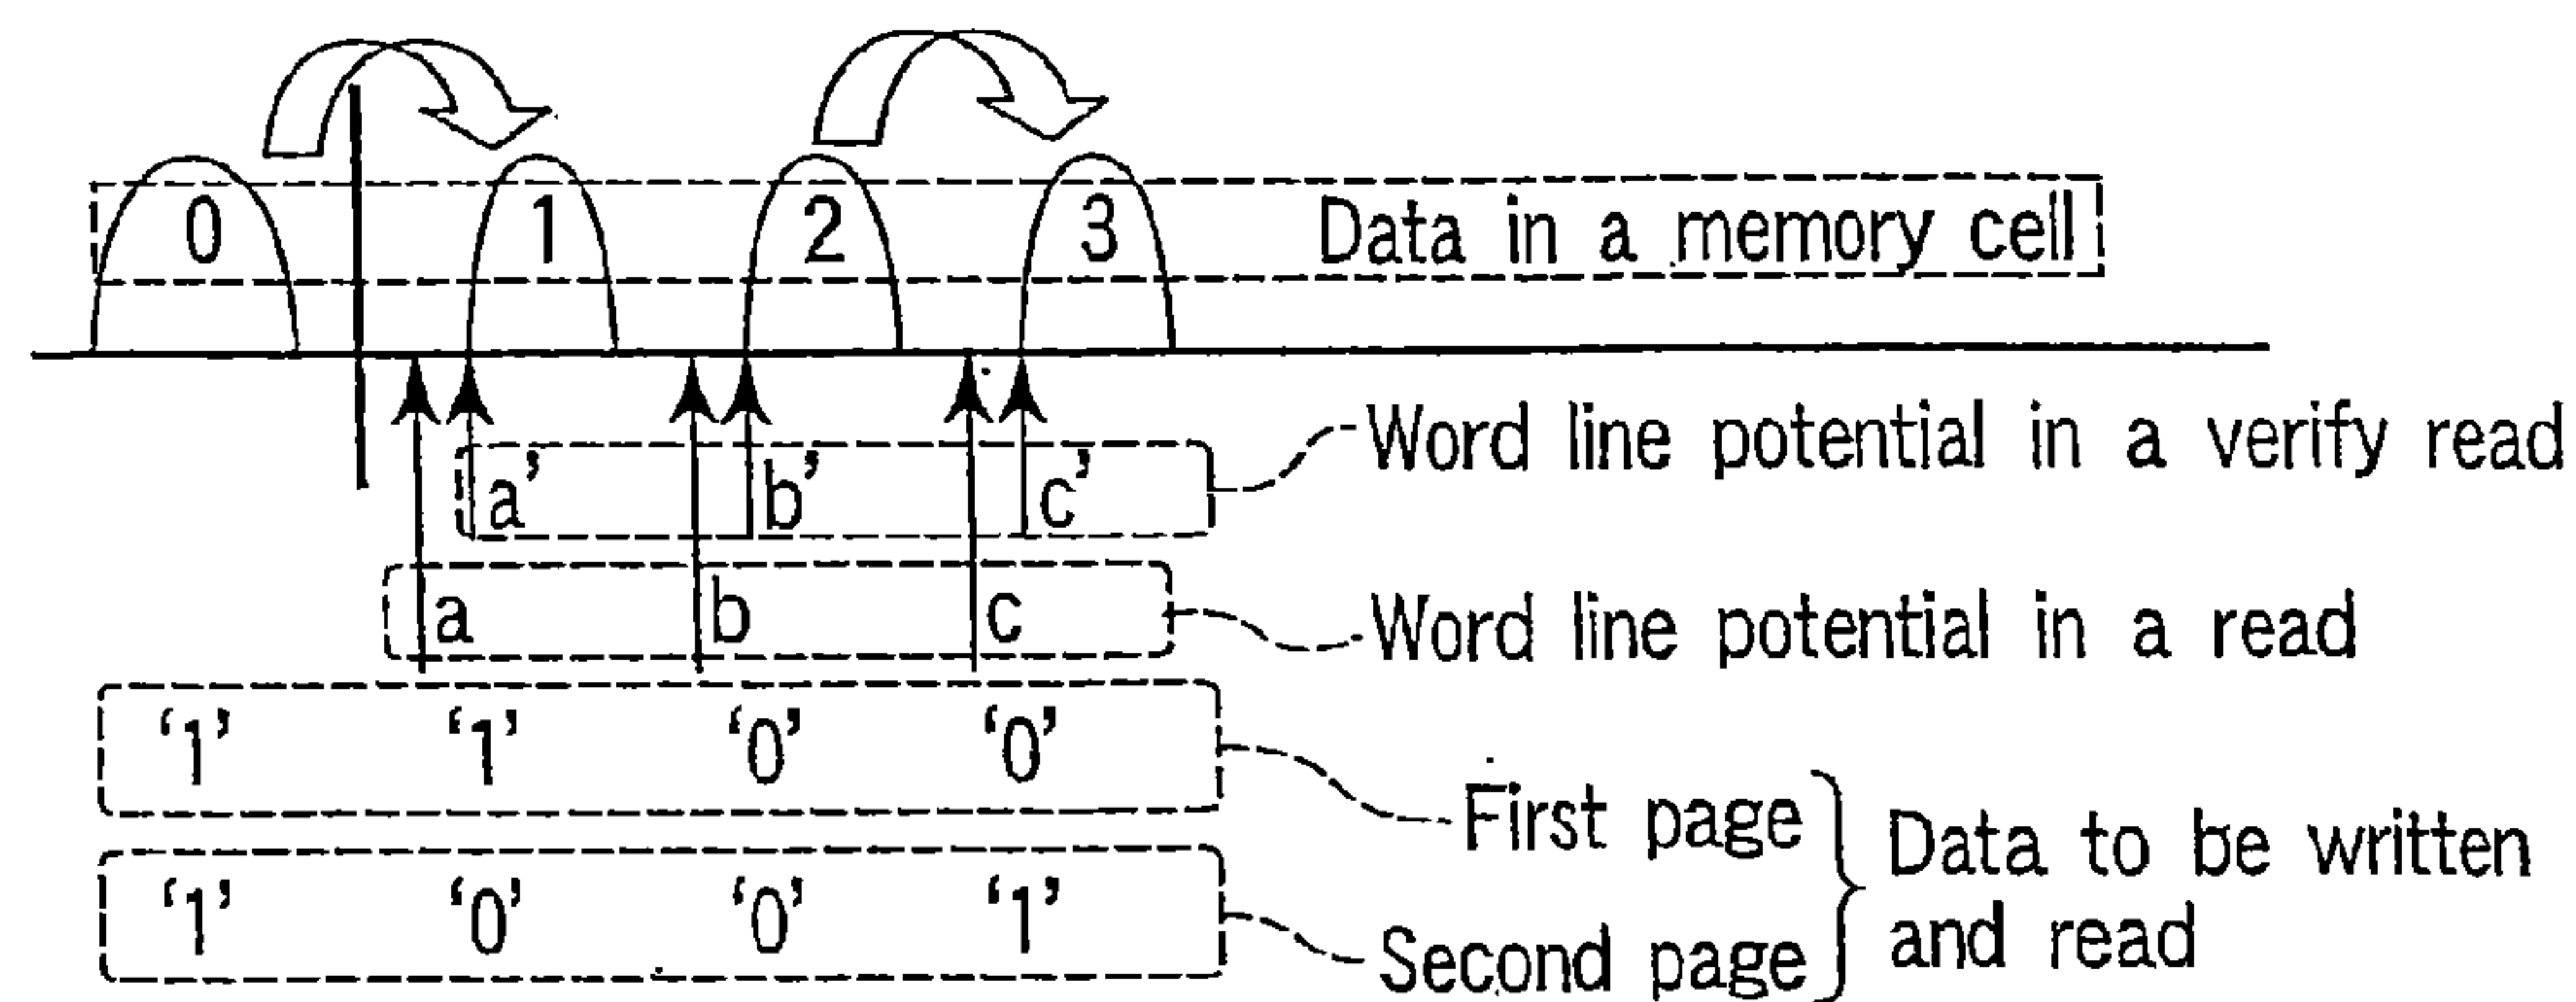 0 1 2 3 Data in a memory cell
a’ b’ c’ Word line potential in a verify read
a b c Word line potential in a read
‘1’ ‘1’ ‘0’ ‘0’ First page
‘1’ ‘0’ ‘0’ ‘1’ Second page
Data to be written
and read